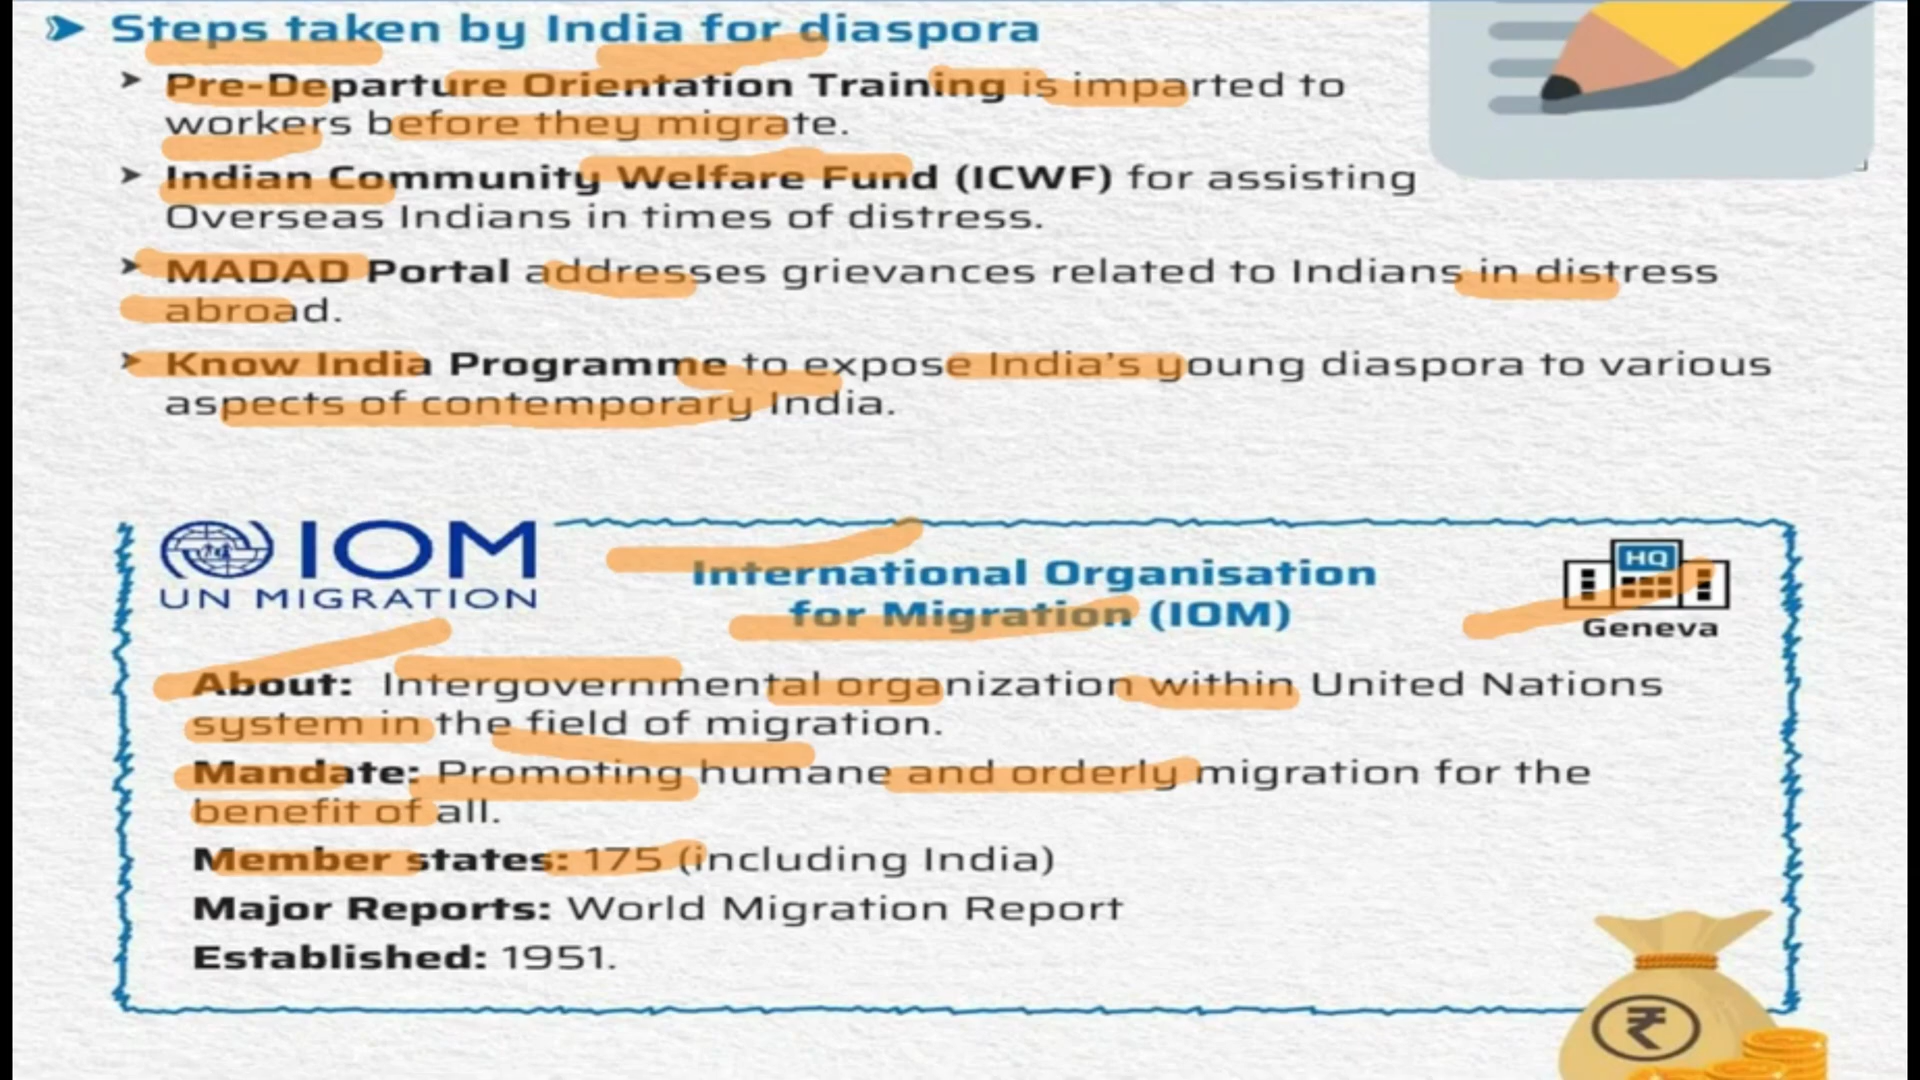 Steps taken by India for diaspora
Pre-Departure Orientation Training is imparted to
workers before they migrate.
Indian Community Welfare Fund (ICWF) for assisting
Overseas Indians in times of distress.
MADAD Portal addresses grievances related to Indians in distress
abroad.
Know India Programme to expose India's young diaspora to various
aspects of contemporary India.
IOM
UN MIGRATION
International Organisation
for Migration (IOM)
HQ
Geneva
About: Intergovernmental organization within United Nations
system in the field of migration.
Mandate: Promoting humane and orderly migration for the
benefit of all.
Member states: 175 (including India)
Major Reports: World Migration Report
Established: 1951.
₹